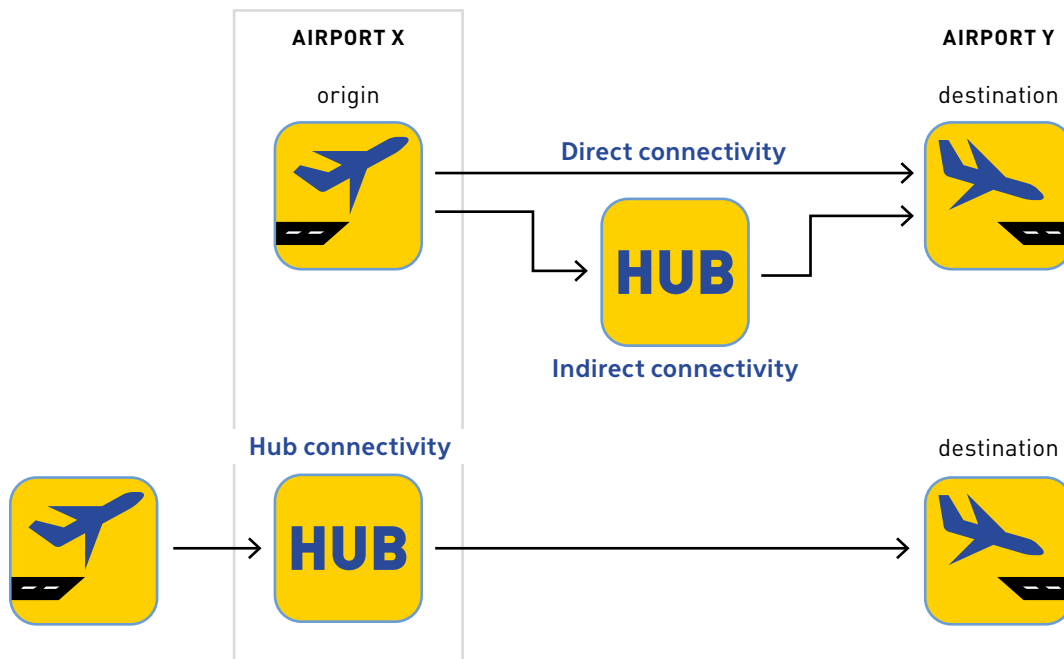 AIRPORT X
AIRPORT Y
origin
destination
Direct connectivity
HUB
Indirect connectivity
Hub connectivity
destination
HUB